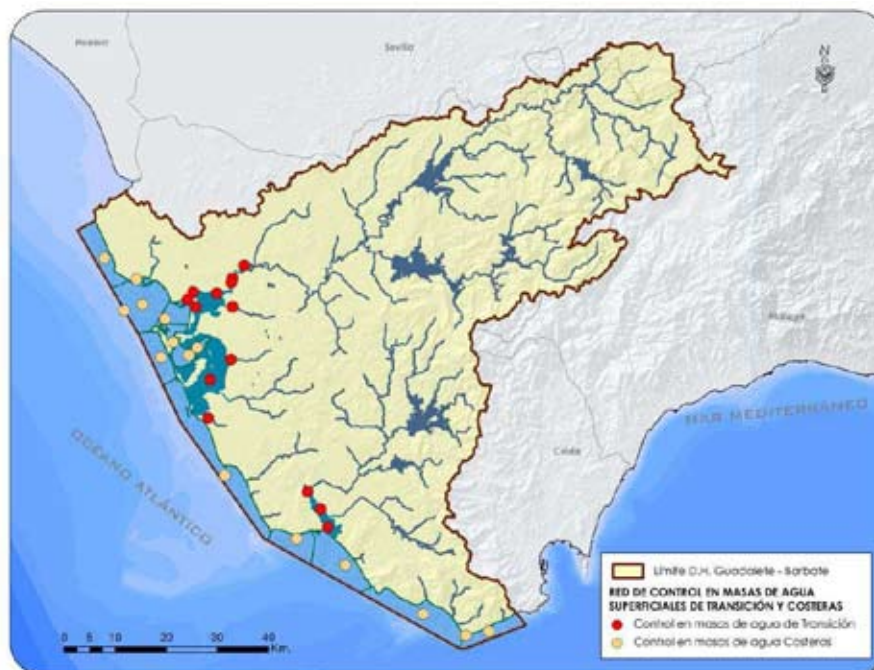 Huelva
Sevilla
N
Málaga
MAR MEDITERRÁNEO
OCÉANO ATLÁNTICO
Cádiz
0 5 10 20 30 40
Km.
Límite D.H. Guadalete - Barbate
RED DE CONTROL EN MASAS DE AGUA
SUPERFICIALES DE TRANSICIÓN Y COSTERAS
Control en masas de agua de Transición
Control en masas de agua Costeras